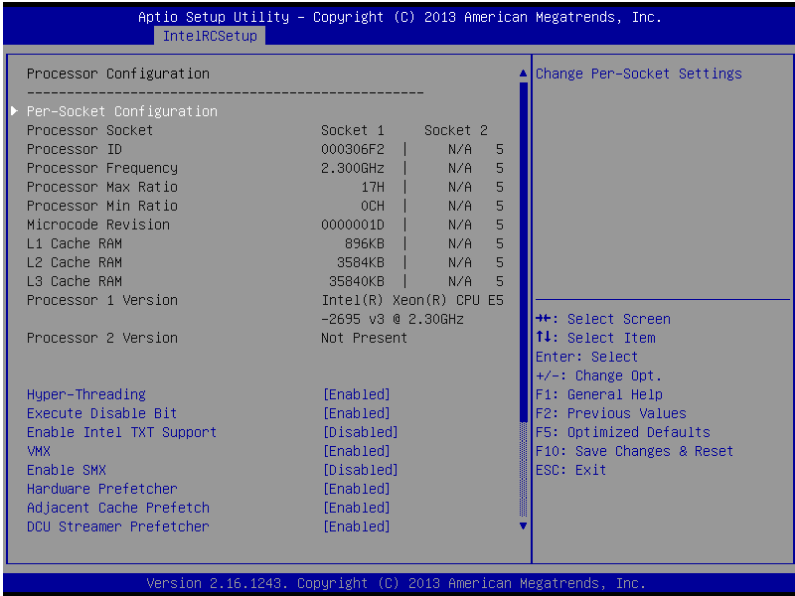 Aptio Setup Utility – Copyright (C) 2013 American Megatrends, Inc.
IntelRCSetup
Processor Configuration
--------------------------------------------------
Per-Socket Configuration
Processor Socket Socket 1 Socket 2
Processor ID 000306F2 | N/A 5
Processor Frequency 2.300GHz | N/A 5
Processor Max Ratio 17H | N/A 5
Processor Min Ratio 0CH | N/A 5
Microcode Revision 0000001D | N/A 5
L1 Cache RAM 896KB | N/A 5
L2 Cache RAM 3584KB | N/A 5
L3 Cache RAM 35840KB | N/A 5
Processor 1 Version Intel(R) Xeon(R) CPU E5
-2695 v3 @ 2.30GHz
Processor 2 Version Not Present
Hyper-Threading [Enabled]
Execute Disable Bit [Enabled]
Enable Intel TXT Support [Disabled]
VMX [Enabled]
Enable SMX [Disabled]
Hardware Prefetcher [Enabled]
Adjacent Cache Prefetch [Enabled]
DCU Streamer Prefetcher [Enabled]
Change Per-Socket Settings
→←: Select Screen
↑↓: Select Item
Enter: Select
+/-: Change Opt.
F1: General Help
F2: Previous Values
F5: Optimized Defaults
F10: Save Changes & Reset
ESC: Exit
Version 2.16.1243. Copyright (C) 2013 American Megatrends, Inc.